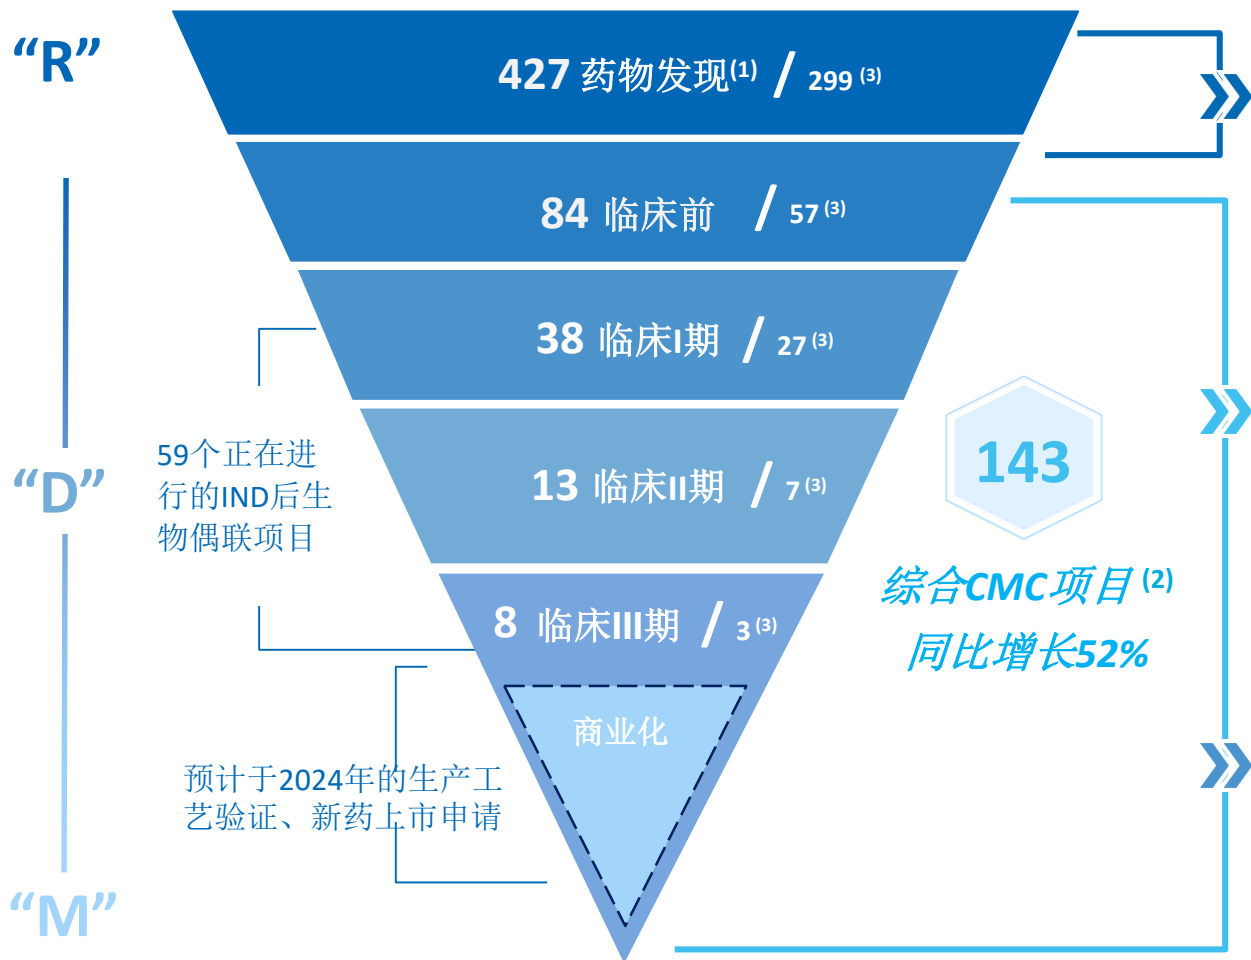 “R”
427 药物发现(1) / 299 (3)
84 临床前 / 57 (3)
38 临床I期 / 27 (3)
59个正在进
行的IND后生
物偶联项目
“D”
13 临床II期 / 7 (3)
143
综合CMC项目 (2)
同比增长52%
8 临床III期 / 3 (3)
商业化
预计于2024年的生产工
艺验证、新药上市申请
“M”